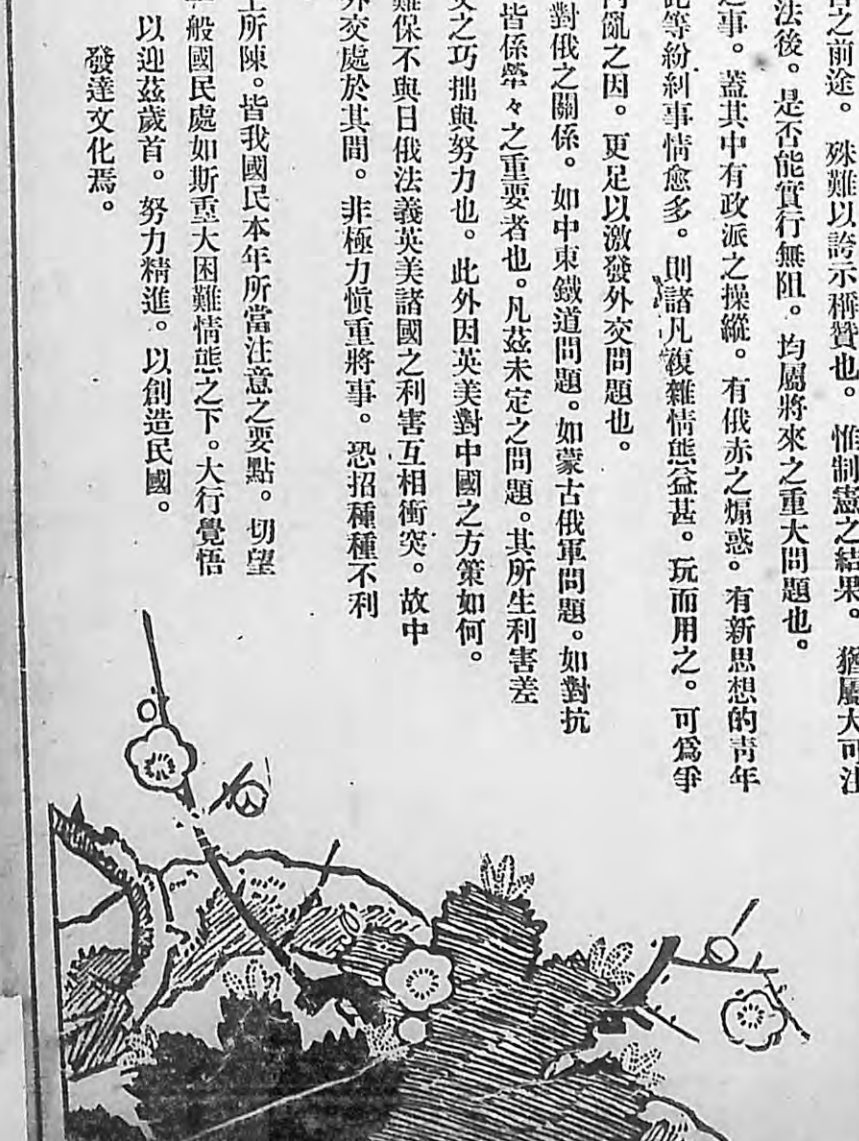 之前途。殊難以誇示稱贊也。惟制憲之結果。猶屬大可注
法後。是否能實行無阻。均屬將來之重大問題也。
之事。蓋其中有政派之操縱。有俄赤之煽惑。有新思想的靑年
此等紛糾事情愈多。則諸凡複雜情態益甚。玩而用之。可爲爭
內亂之因。更足以激發外交問題也。
對俄之關係。如中東鐵道問題。如蒙古俄軍問題。如對抗
皆係犖々之重要者也。凡茲未定之問題。其所生利害差
交之巧拙與努力也。此外因英美對中國之方策如何。
難保不與日俄法義英美諸國之利害互相衝突。故中
外交處於其間。非極力愼重將事。恐招種種不利
上所陳。皆我國民本年所當注意之要點。切望
般國民處如斯重大困難情態之下。大行覺悟
以迎茲歲首。努力精進。以創造民國。
發達文化焉。